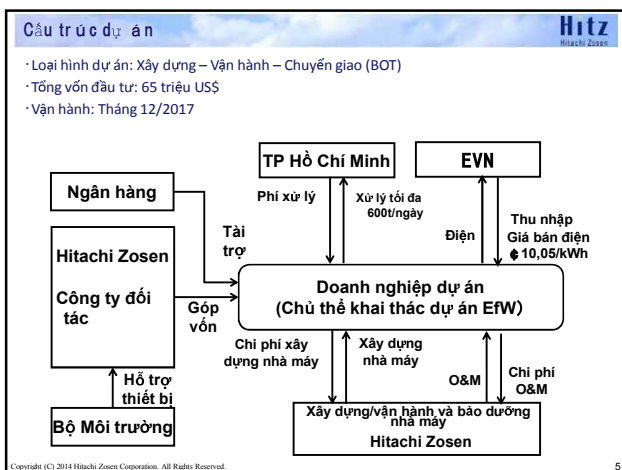 Cấu trúc dự án
Hitz
Hitachi Zosen
·Loại hình dự án: Xây dựng – Vận hành – Chuyển giao (BOT)
·Tổng vốn đầu tư: 65 triệu US$
·Vận hành: Tháng 12/2017
TP Hồ Chí Minh
EVN
Ngân hàng
Phí xử lý
Xử lý tối đa
600t/ngày
Tài
trợ
Điện
Thu nhập
Giá bán điện
¢10,05/kWh
Hitachi Zosen
Công ty đối
tác
Góp
vốn
Doanh nghiệp dự án
(Chủ thể khai thác dự án EfW)
Chi phí xây
dựng nhà máy
Xây dựng
nhà máy
O&M
Chi phí
O&M
Hỗ trợ
thiết bị
Bộ Môi trường
Xây dựng/vận hành và bảo dưỡng
nhà máy
Hitachi Zosen
Copyright (C) 2014 Hitachi Zosen Corporation. All Rights Reserved.
5